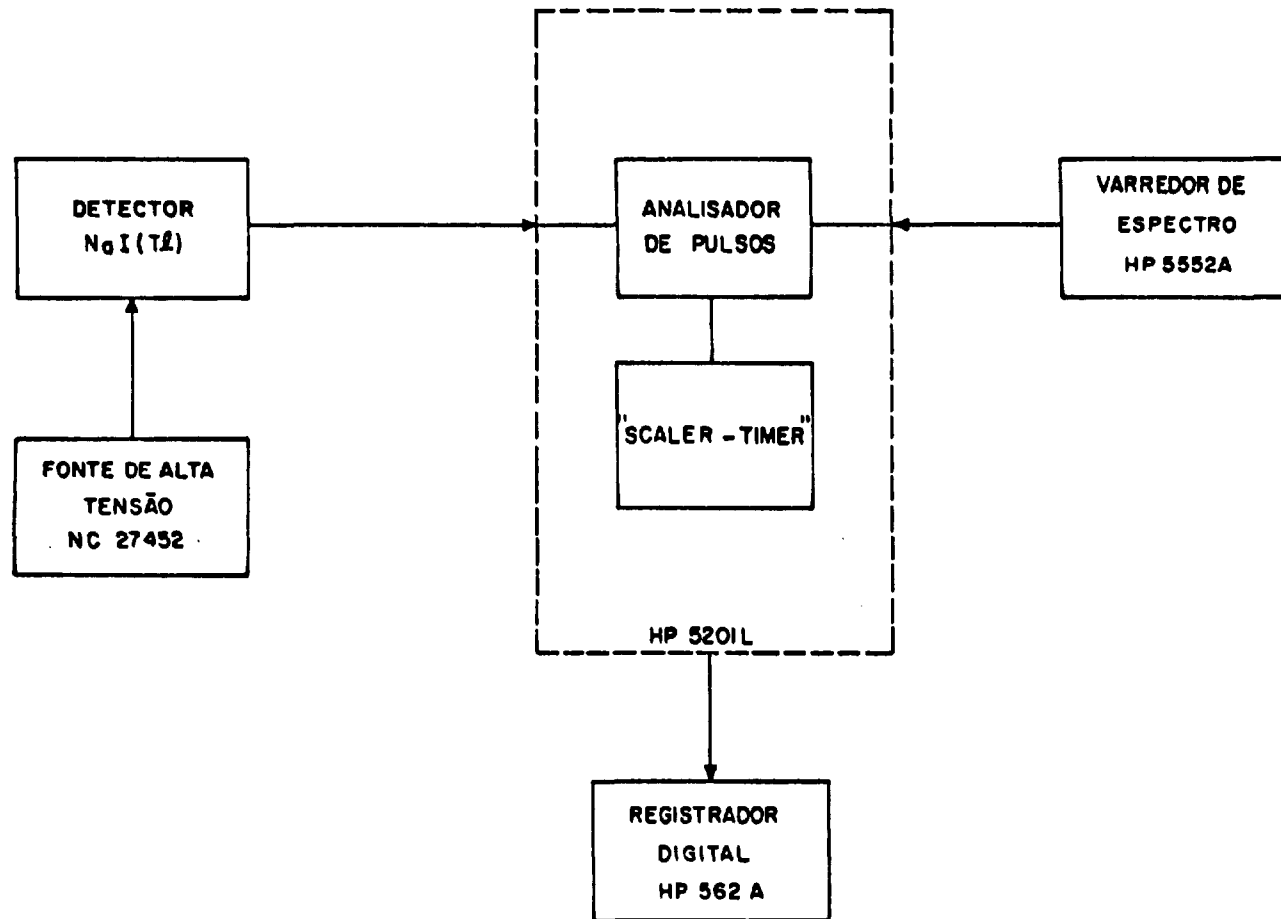 DETECTOR
NaI(Tl)
ANALISADOR
DE PULSOS
VARREDOR DE
ESPECTRO
HP 5552A
FONTE DE ALTA
TENSÃO
NC 27452
"SCALER - TIMER"
HP 5201L
REGISTRADOR
DIGITAL
HP 562 A